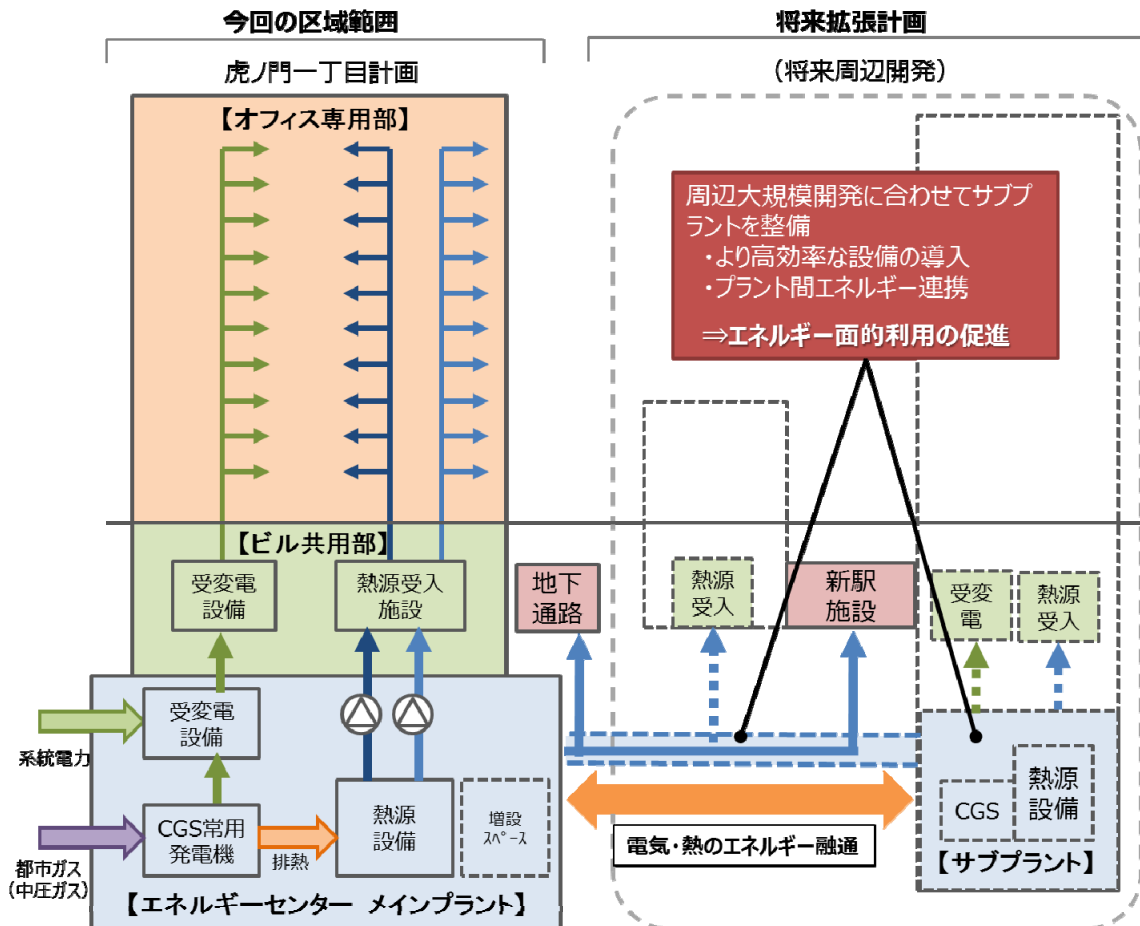 今回の区域範囲
将来拡張計画
虎ノ門一丁目計画
(将来周辺開発)
【オフィス専用部】
周辺大規模開発に合わせてサブプ
ラントを整備
・より高効率な設備の導入
・プラント間エネルギー連携
⇒エネルギー面的利用の促進
【ビル共用部】
受変電
設備
熱源受入
施設
地下
通路
熱源
受入
新駅
施設
受変
電
熱源
受入
系統電力
受変電
設備
都市ガス
(中圧ガス)
CGS常用
発電機
排熱
熱源
設備
増設
スペース
電気・熱のエネルギー融通
CGS
熱源
設備
【サブプラント】
【エネルギーセンター メインプラント】